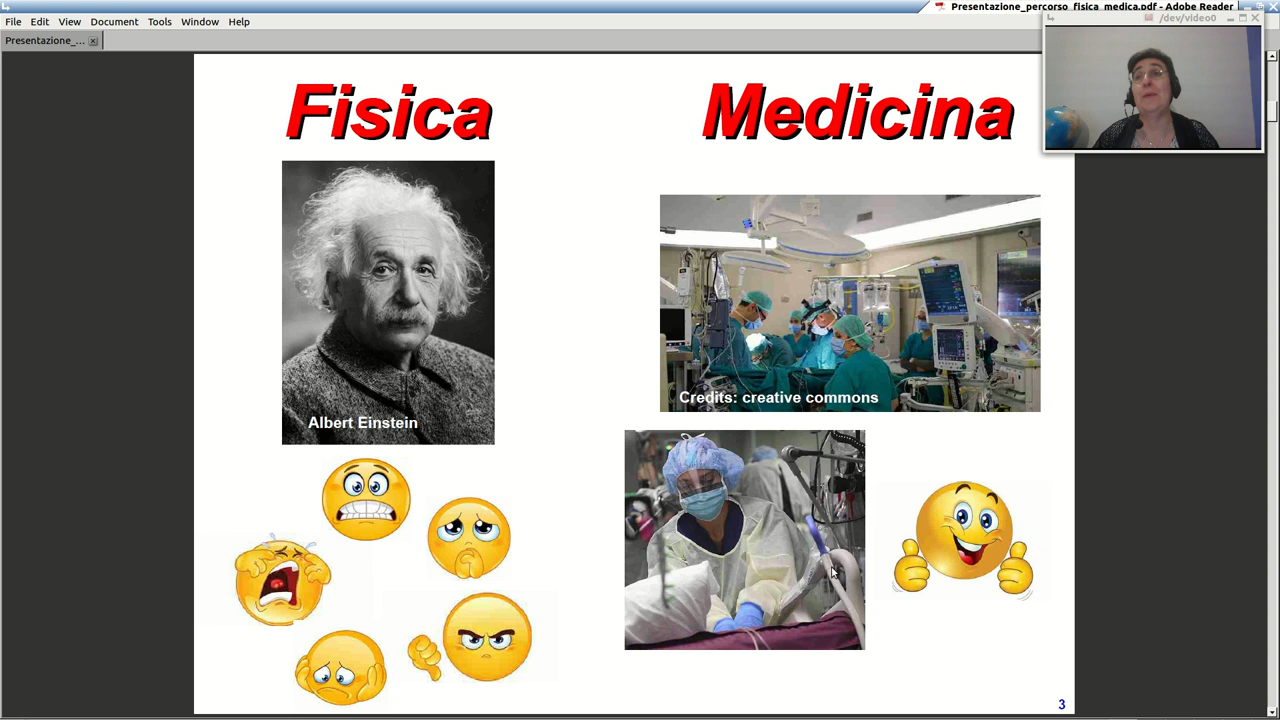 Presentazione_percorso_fisica_medica.pdf - Adobe Reader
File Edit View Document Tools Window Help
/dev/video0
Presentazione_...
Fisica
Medicina
Albert Einstein
Credits: creative commons
3